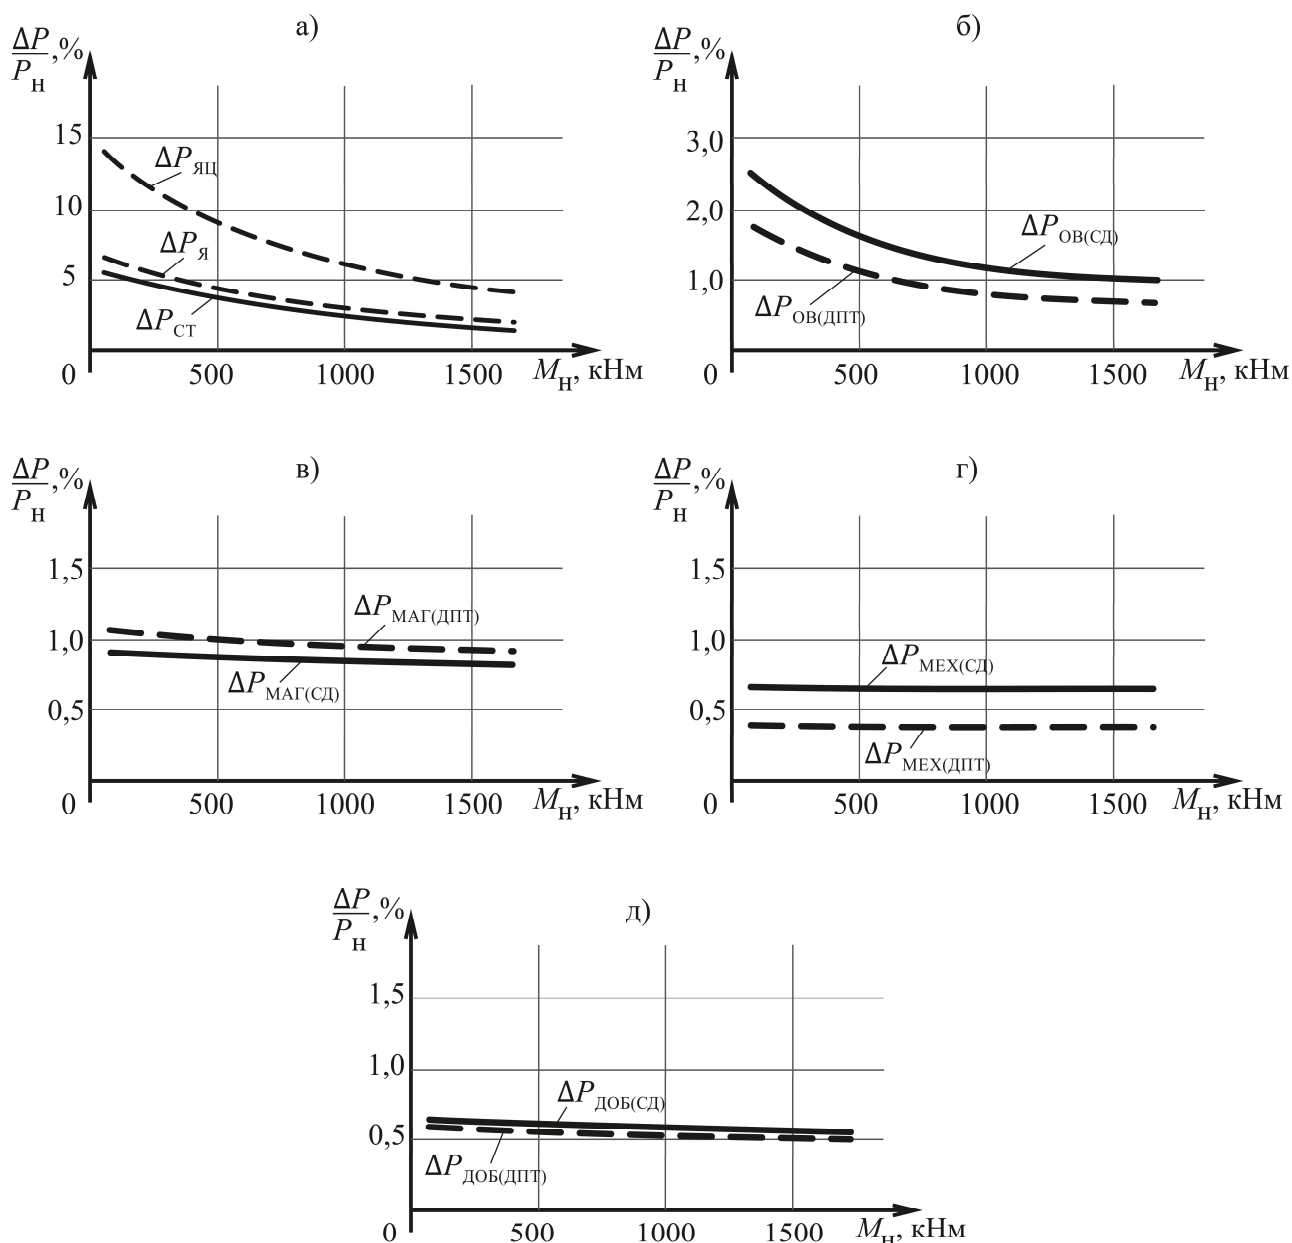 а)
ΔP/Pн,%
15
10
5
0
500
1000
1500
Mн, кНм
ΔPЯЦ
ΔPЯ
ΔPСТ
б)
ΔP/Pн,%
3,0
2,0
1,0
0
500
1000
1500
Mн, кНм
ΔPОВ(СД)
ΔPОВ(ДПТ)
в)
ΔP/Pн,%
1,5
1,0
0,5
0
500
1000
1500
Mн, кНм
ΔPМАГ(ДПТ)
ΔPМАГ(СД)
г)
ΔP/Pн,%
1,5
1,0
0,5
0
500
1000
1500
Mн, кНм
ΔPМЕХ(СД)
ΔPМЕХ(ДПТ)
д)
ΔP/Pн,%
1,5
1,0
0,5
0
500
1000
1500
Mн, кНм
ΔPДОБ(СД)
ΔPДОБ(ДПТ)